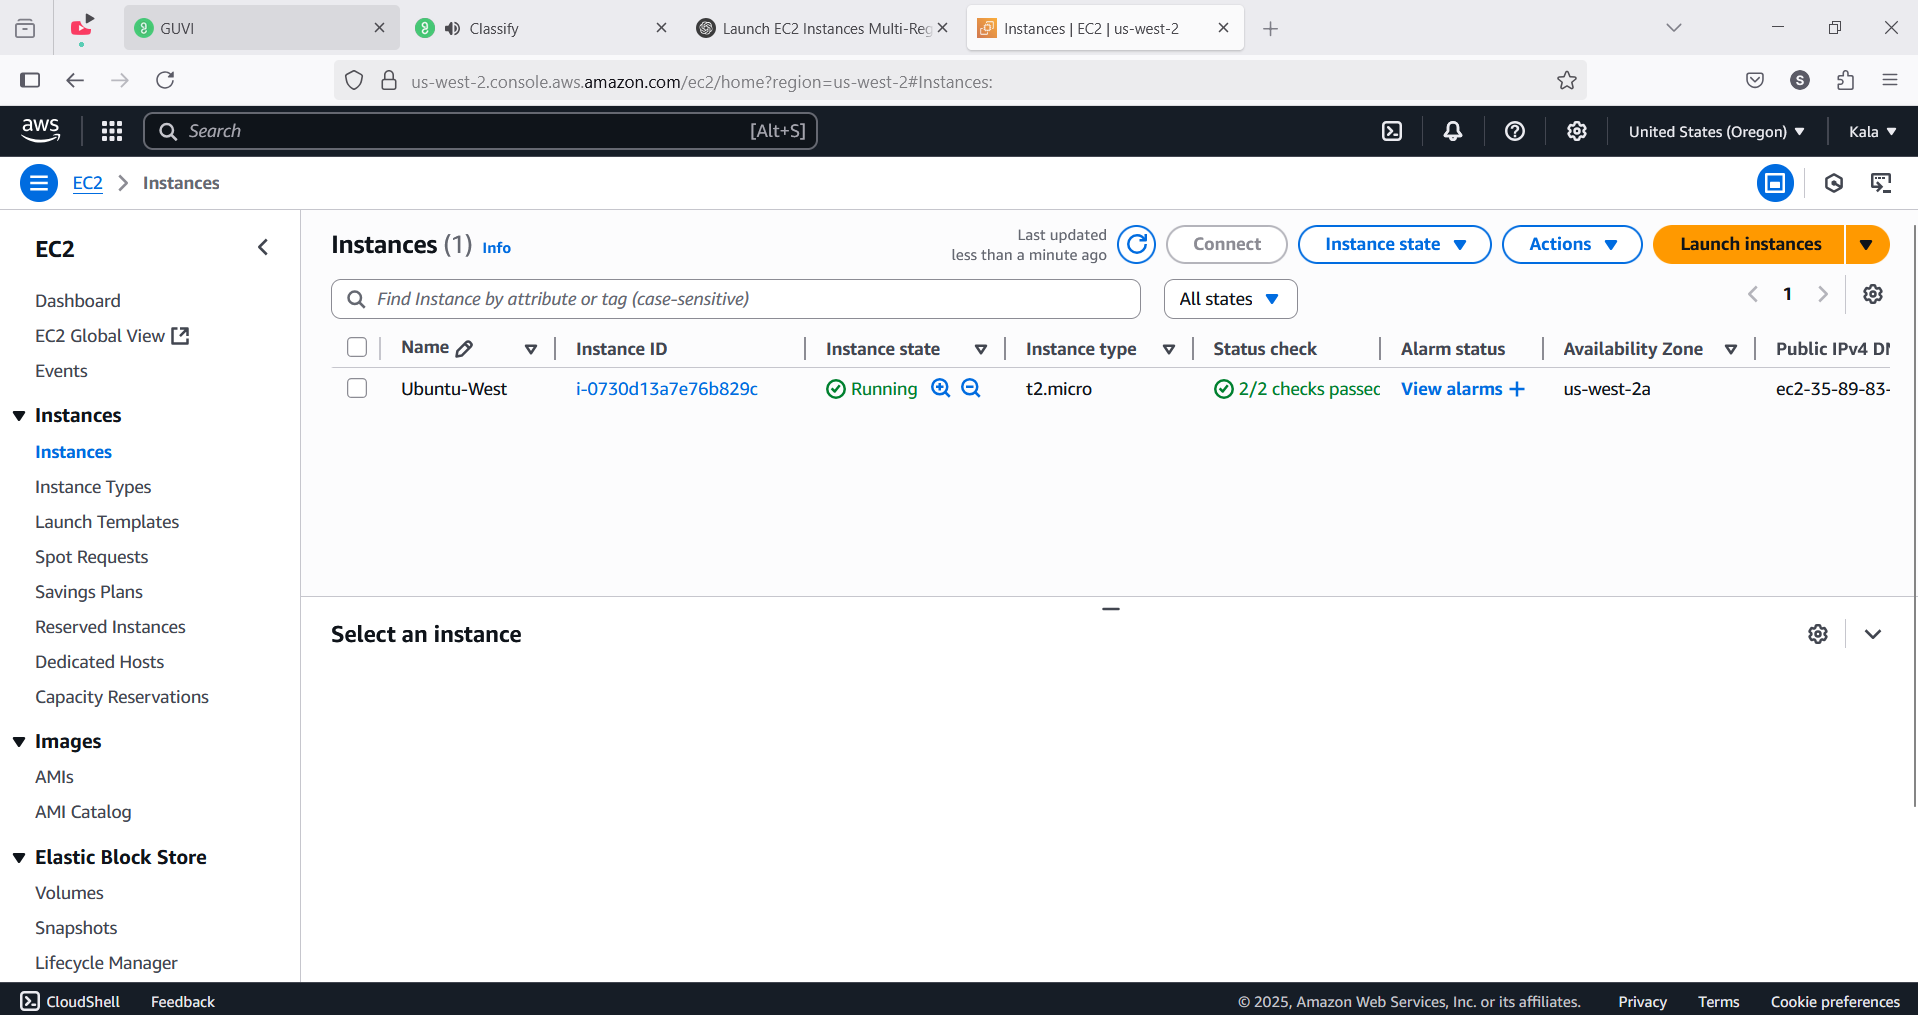 GUVI
Classify
Launch EC2 Instances Multi-Reg
Instances | EC2 | us-west-2
us-west-2.console.aws.amazon.com/ec2/home?region=us-west-2#Instances:
S
aws
Search
[Alt+S]
United States (Oregon)
Kala
EC2
Instances
EC2
Dashboard
EC2 Global View
Events
Instances
Instances
Instance Types
Launch Templates
Spot Requests
Savings Plans
Reserved Instances
Dedicated Hosts
Capacity Reservations
Images
AMIs
AMI Catalog
Elastic Block Store
Volumes
Snapshots
Lifecycle Manager
Instances (1) Info
Last updated
less than a minute ago
Connect
Instance state
Actions
Launch instances
Find Instance by attribute or tag (case-sensitive)
All states
1
Name Instance ID Instance state Instance type Status check Alarm status Availability Zone Public IPv4
Ubuntu-West i-0730d13a7e76b829c Running t2.micro 2/2 checks passed View alarms + us-west-2a ec2-35-89-83-
Select an instance
CloudShell
Feedback
© 2025, Amazon Web Services, Inc. or its affiliates.
Privacy
Terms
Cookie preferences